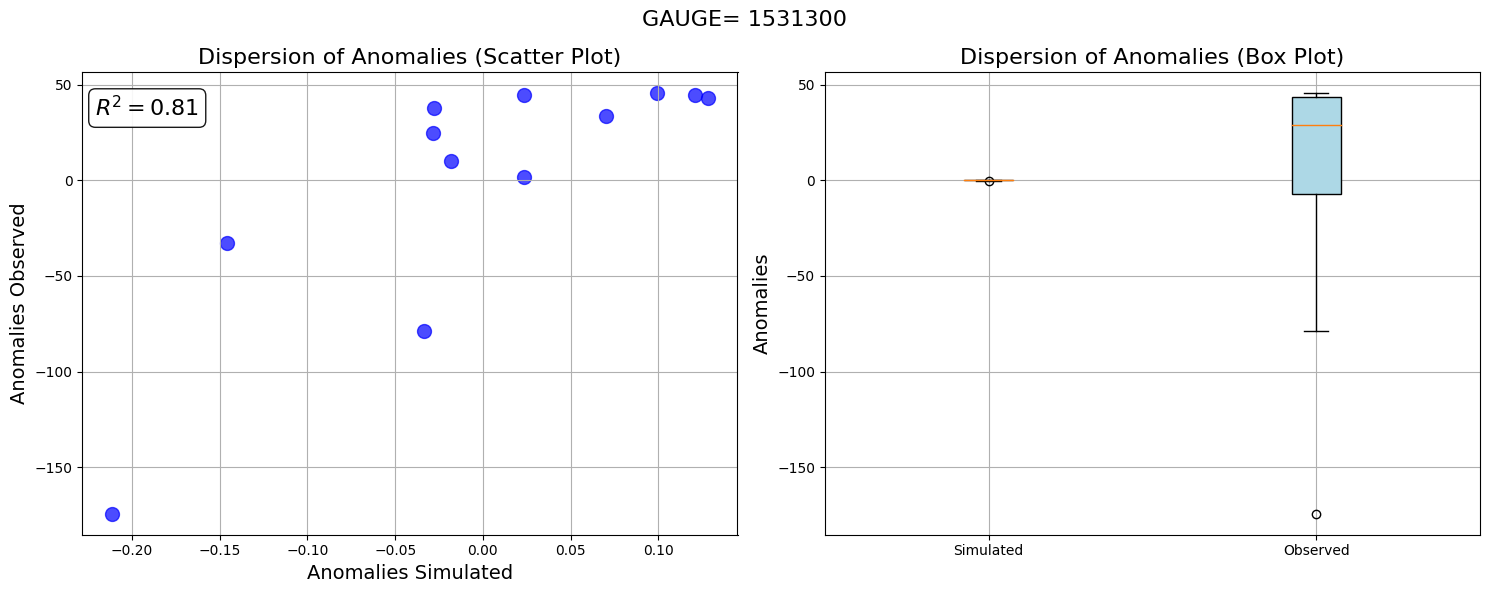 GAUGE= 1531300
Dispersion of Anomalies (Scatter Plot)
R² = 0.81
50
0
−50
−100
−150
Anomalies Observed
−0.20 −0.15 −0.10 −0.05 0.00 0.05 0.10
Anomalies Simulated
Dispersion of Anomalies (Box Plot)
50
0
−50
−100
−150
Anomalies
Simulated Observed